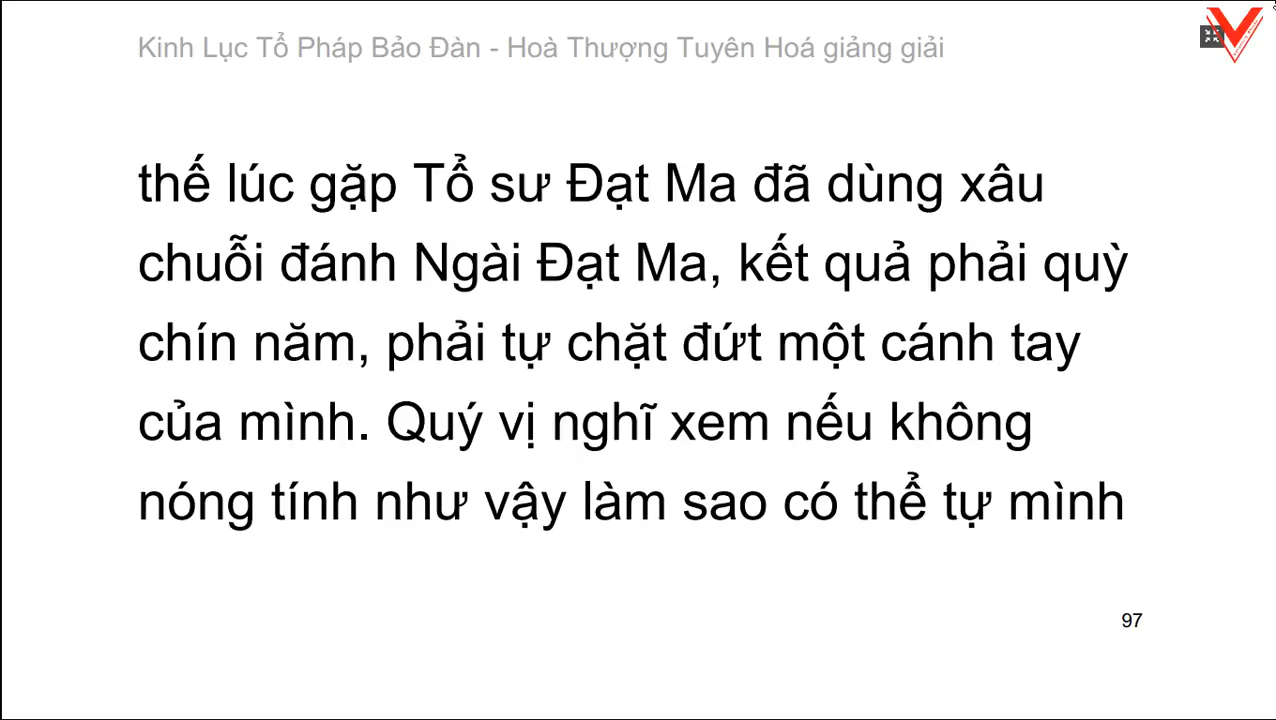 Kinh Lục Tổ Pháp Bảo Đàn - Hoà Thượng Tuyên Hoá giảng giải
thế lúc gặp Tổ sư Đạt Ma đã dùng xâu
chuỗi đánh Ngài Đạt Ma, kết quả phải quỳ
chín năm, phải tự chặt đứt một cánh tay
của mình. Quý vị nghĩ xem nếu không
nóng tính như vậy làm sao có thể tự mình
97